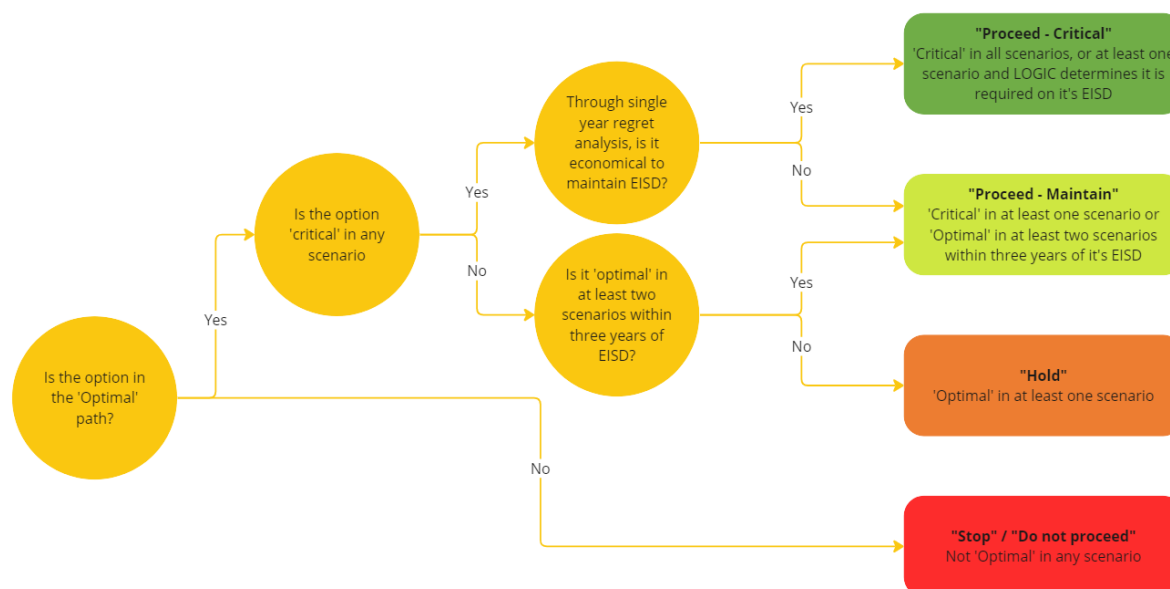 "Proceed - Critical"
'Critical' in all scenarios, or at least one
scenario and LOGIC determines it is
required on it's EISD
Through single
year regret
analysis, is it
economical to
maintain EISD?
Yes
No
"Proceed - Maintain"
'Critical' in at least one scenario or
'Optimal' in at least two scenarios
within three years of it's EISD
Is the option
'critical' in any
scenario
Yes
No
Is it 'optimal' in
at least two
scenarios within
three years of
EISD?
Yes
No
"Hold"
'Optimal' in at least one scenario
Is the option in
the 'Optimal'
path?
Yes
No
"Stop" / "Do not proceed"
Not 'Optimal' in any scenario